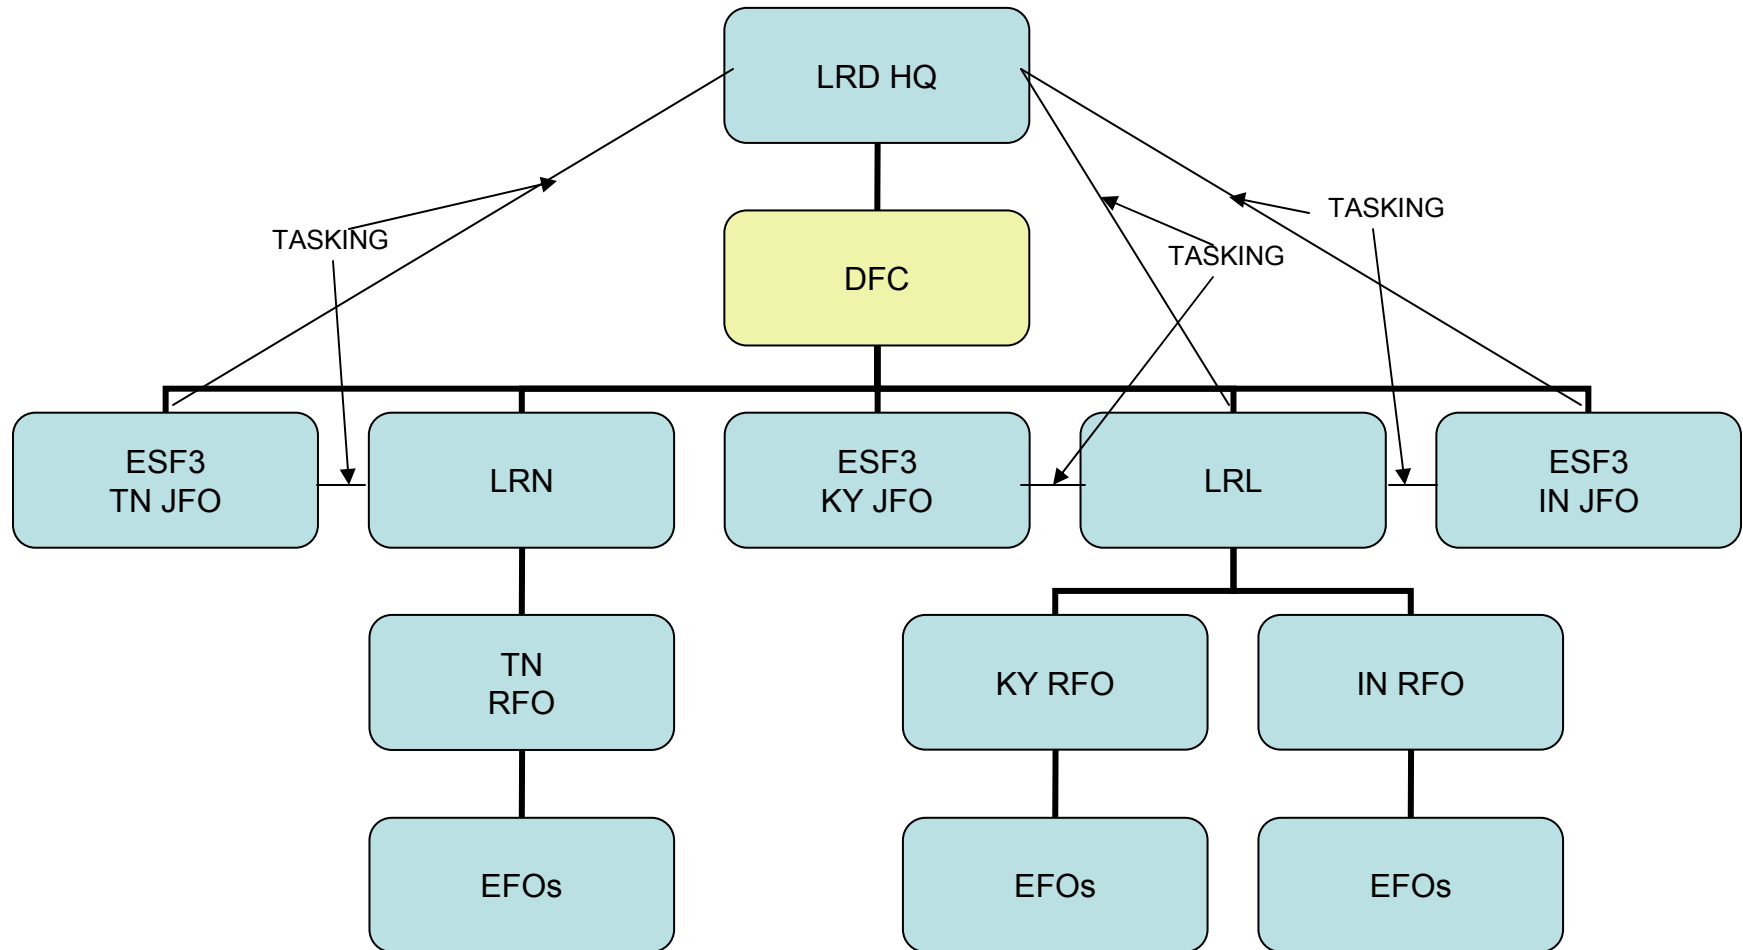 LRD HQ
TASKING
TASKING
TASKING
DFC
ESF3
TN JFO
LRN
ESF3
KY JFO
LRL
ESF3
IN JFO
TN
RFO
KY RFO
IN RFO
EFOs
EFOs
EFOs